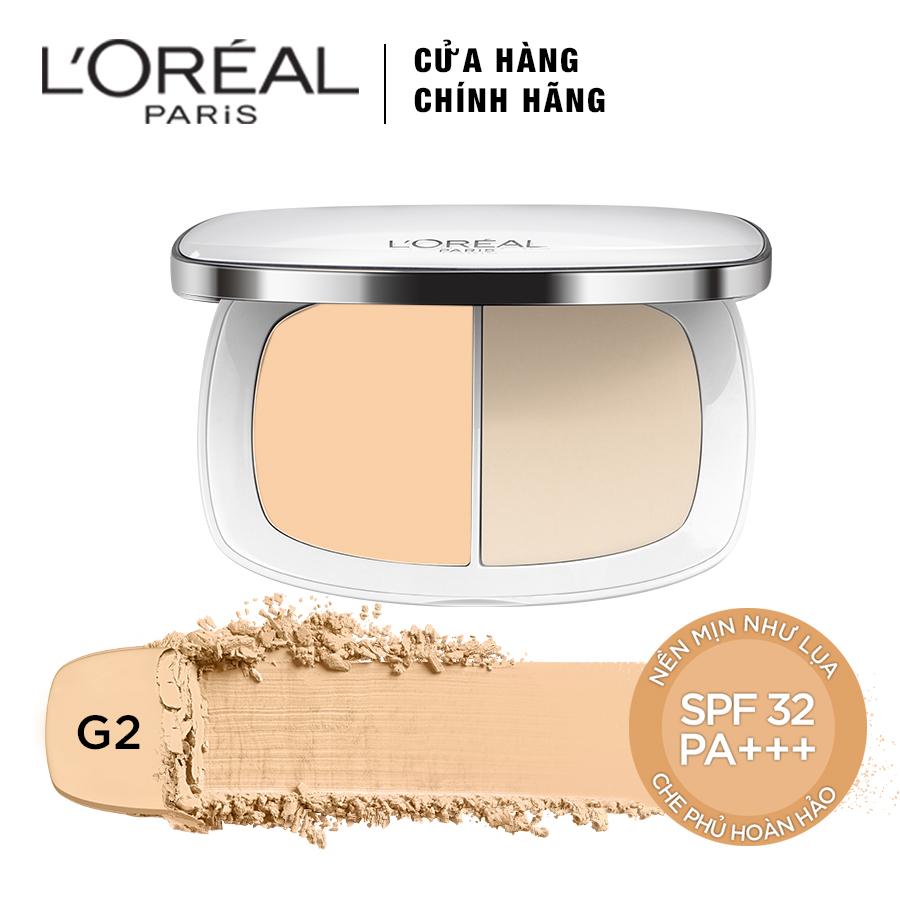 L'ORÉAL
PARiS
CỬA HÀNG
CHÍNH HÃNG
L'ORÉAL
PARIS
G2
NỀN MỊN NHƯ LỤA
SPF 32
PA+++
CHE PHỦ HOÀN HẢO